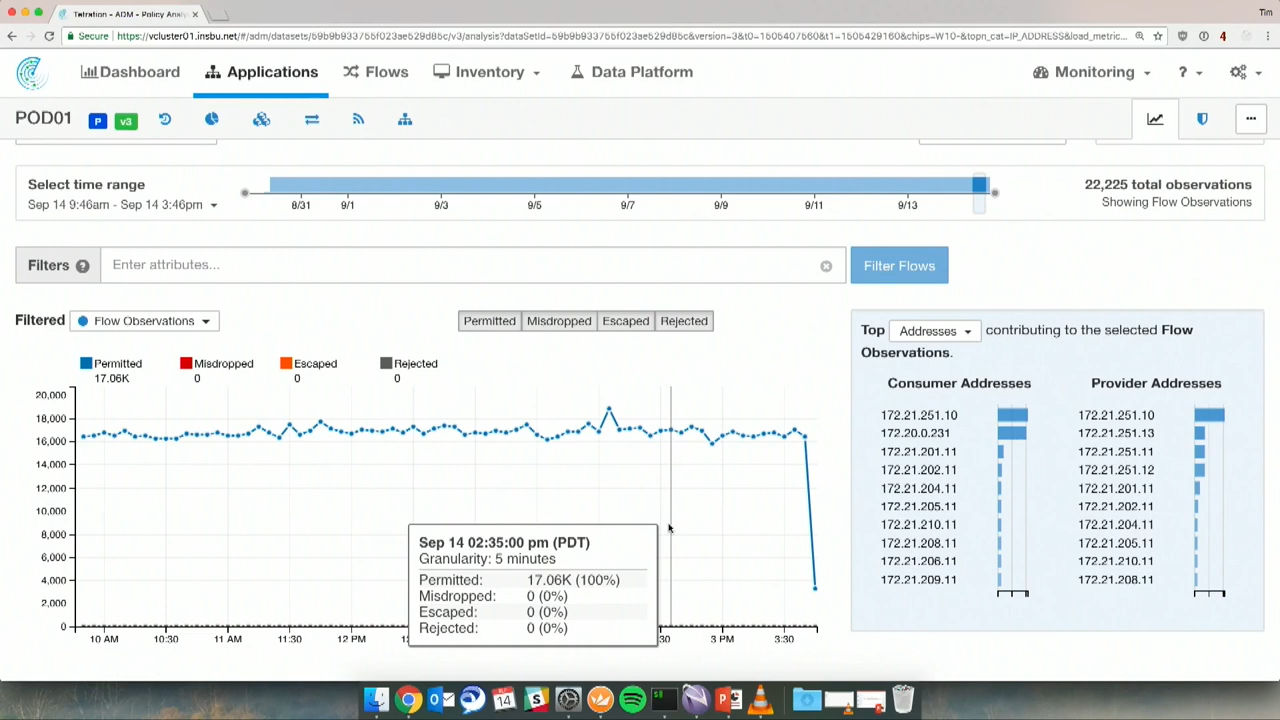 Tetration - ADM - Policy Analy
Tim
Secure https://vcluster01.insbu.net/#/adm/datasets/59b9b933755f023ae529d85c/v3/analysis?dataSetId=59b9b933755f023ae529d85c&version=3&t0=1505407560&t1=1505429160&chips=W10-&topn_cat=IP_ADDRESS&load_metric...
4
Dashboard Applications Flows Inventory Data Platform Monitoring ?
POD01 P v3
Select time range
Sep 14 9:46am - Sep 14 3:46pm
8/31 9/1 9/3 9/5 9/7 9/9 9/11 9/13
22,225 total observations
Showing Flow Observations
Filters ? Enter attributes... Filter Flows
Filtered Flow Observations Permitted Misdropped Escaped Rejected
Permitted Misdropped Escaped Rejected
17.06K 0 0 0
20,000
18,000
16,000
14,000
12,000
10,000
8,000
6,000
4,000
2,000
0
10 AM 10:30 11 AM 11:30 12 PM 12 30 3 PM 3:30
Sep 14 02:35:00 pm (PDT)
Granularity: 5 minutes
Permitted: 17.06K (100%)
Misdropped: 0 (0%)
Escaped: 0 (0%)
Rejected: 0 (0%)
Top Addresses contributing to the selected Flow
Observations.
Consumer Addresses Provider Addresses
172.21.251.10 172.21.251.10
172.20.0.231 172.21.251.13
172.21.201.11 172.21.251.11
172.21.202.11 172.21.251.12
172.21.204.11 172.21.201.11
172.21.205.11 172.21.202.11
172.21.210.11 172.21.204.11
172.21.208.11 172.21.205.11
172.21.206.11 172.21.210.11
172.21.209.11 172.21.208.11
14